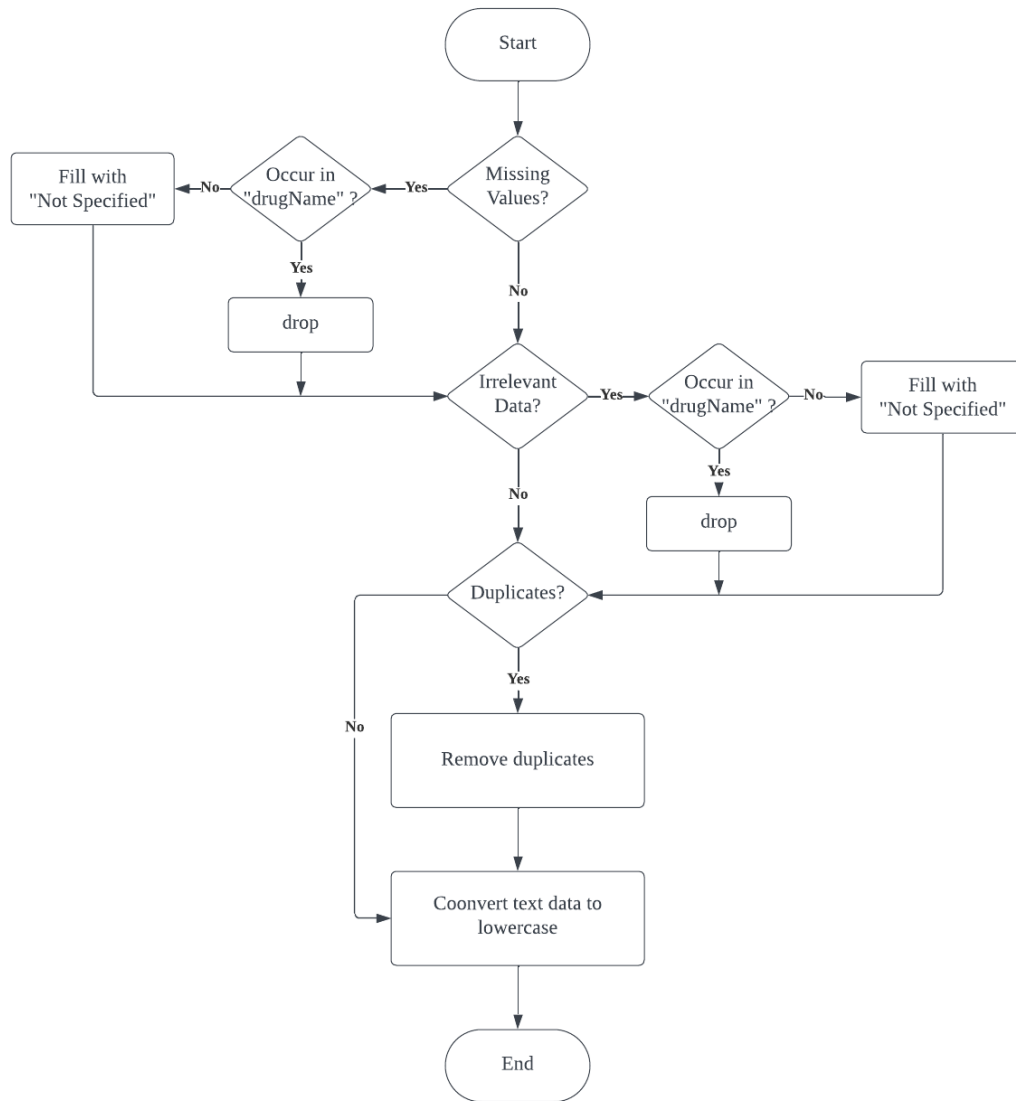 Start
Missing
Values?
Yes
Occur in
"drugName" ?
No
Fill with
"Not Specified"
Yes
drop
No
Irrelevant
Data?
Yes
Occur in
"drugName" ?
No
Fill with
"Not Specified"
Yes
drop
No
Duplicates?
Yes
No
Remove duplicates
Coonvert text data to
lowercase
End